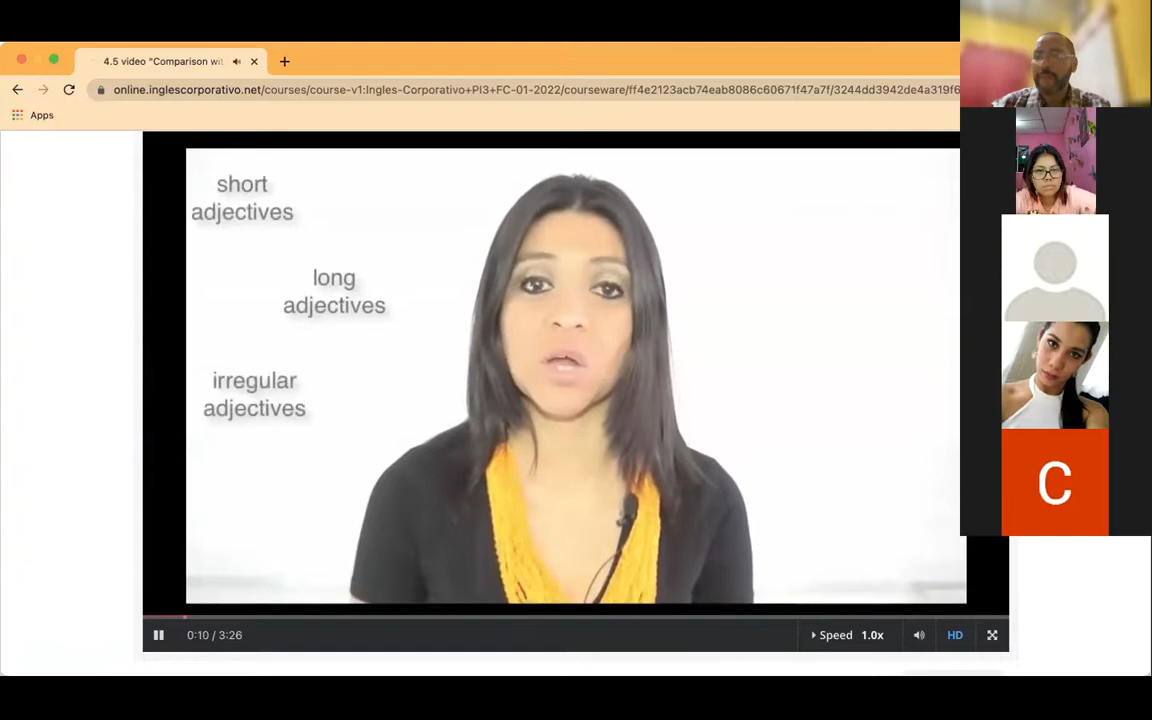 4.5 video "Comparison wit
online.inglescorporativo.net/courses/course-v1:Ingles-Corporativo+PI3+FC-01-2022/courseware/ff4e2123acb74eab8086c60671f47a7f/3244dd3942de4a319f6
Apps
short
adjectives
long
adjectives
irregular
adjectives
C
0:10 / 3:26
Speed 1.0x
HD